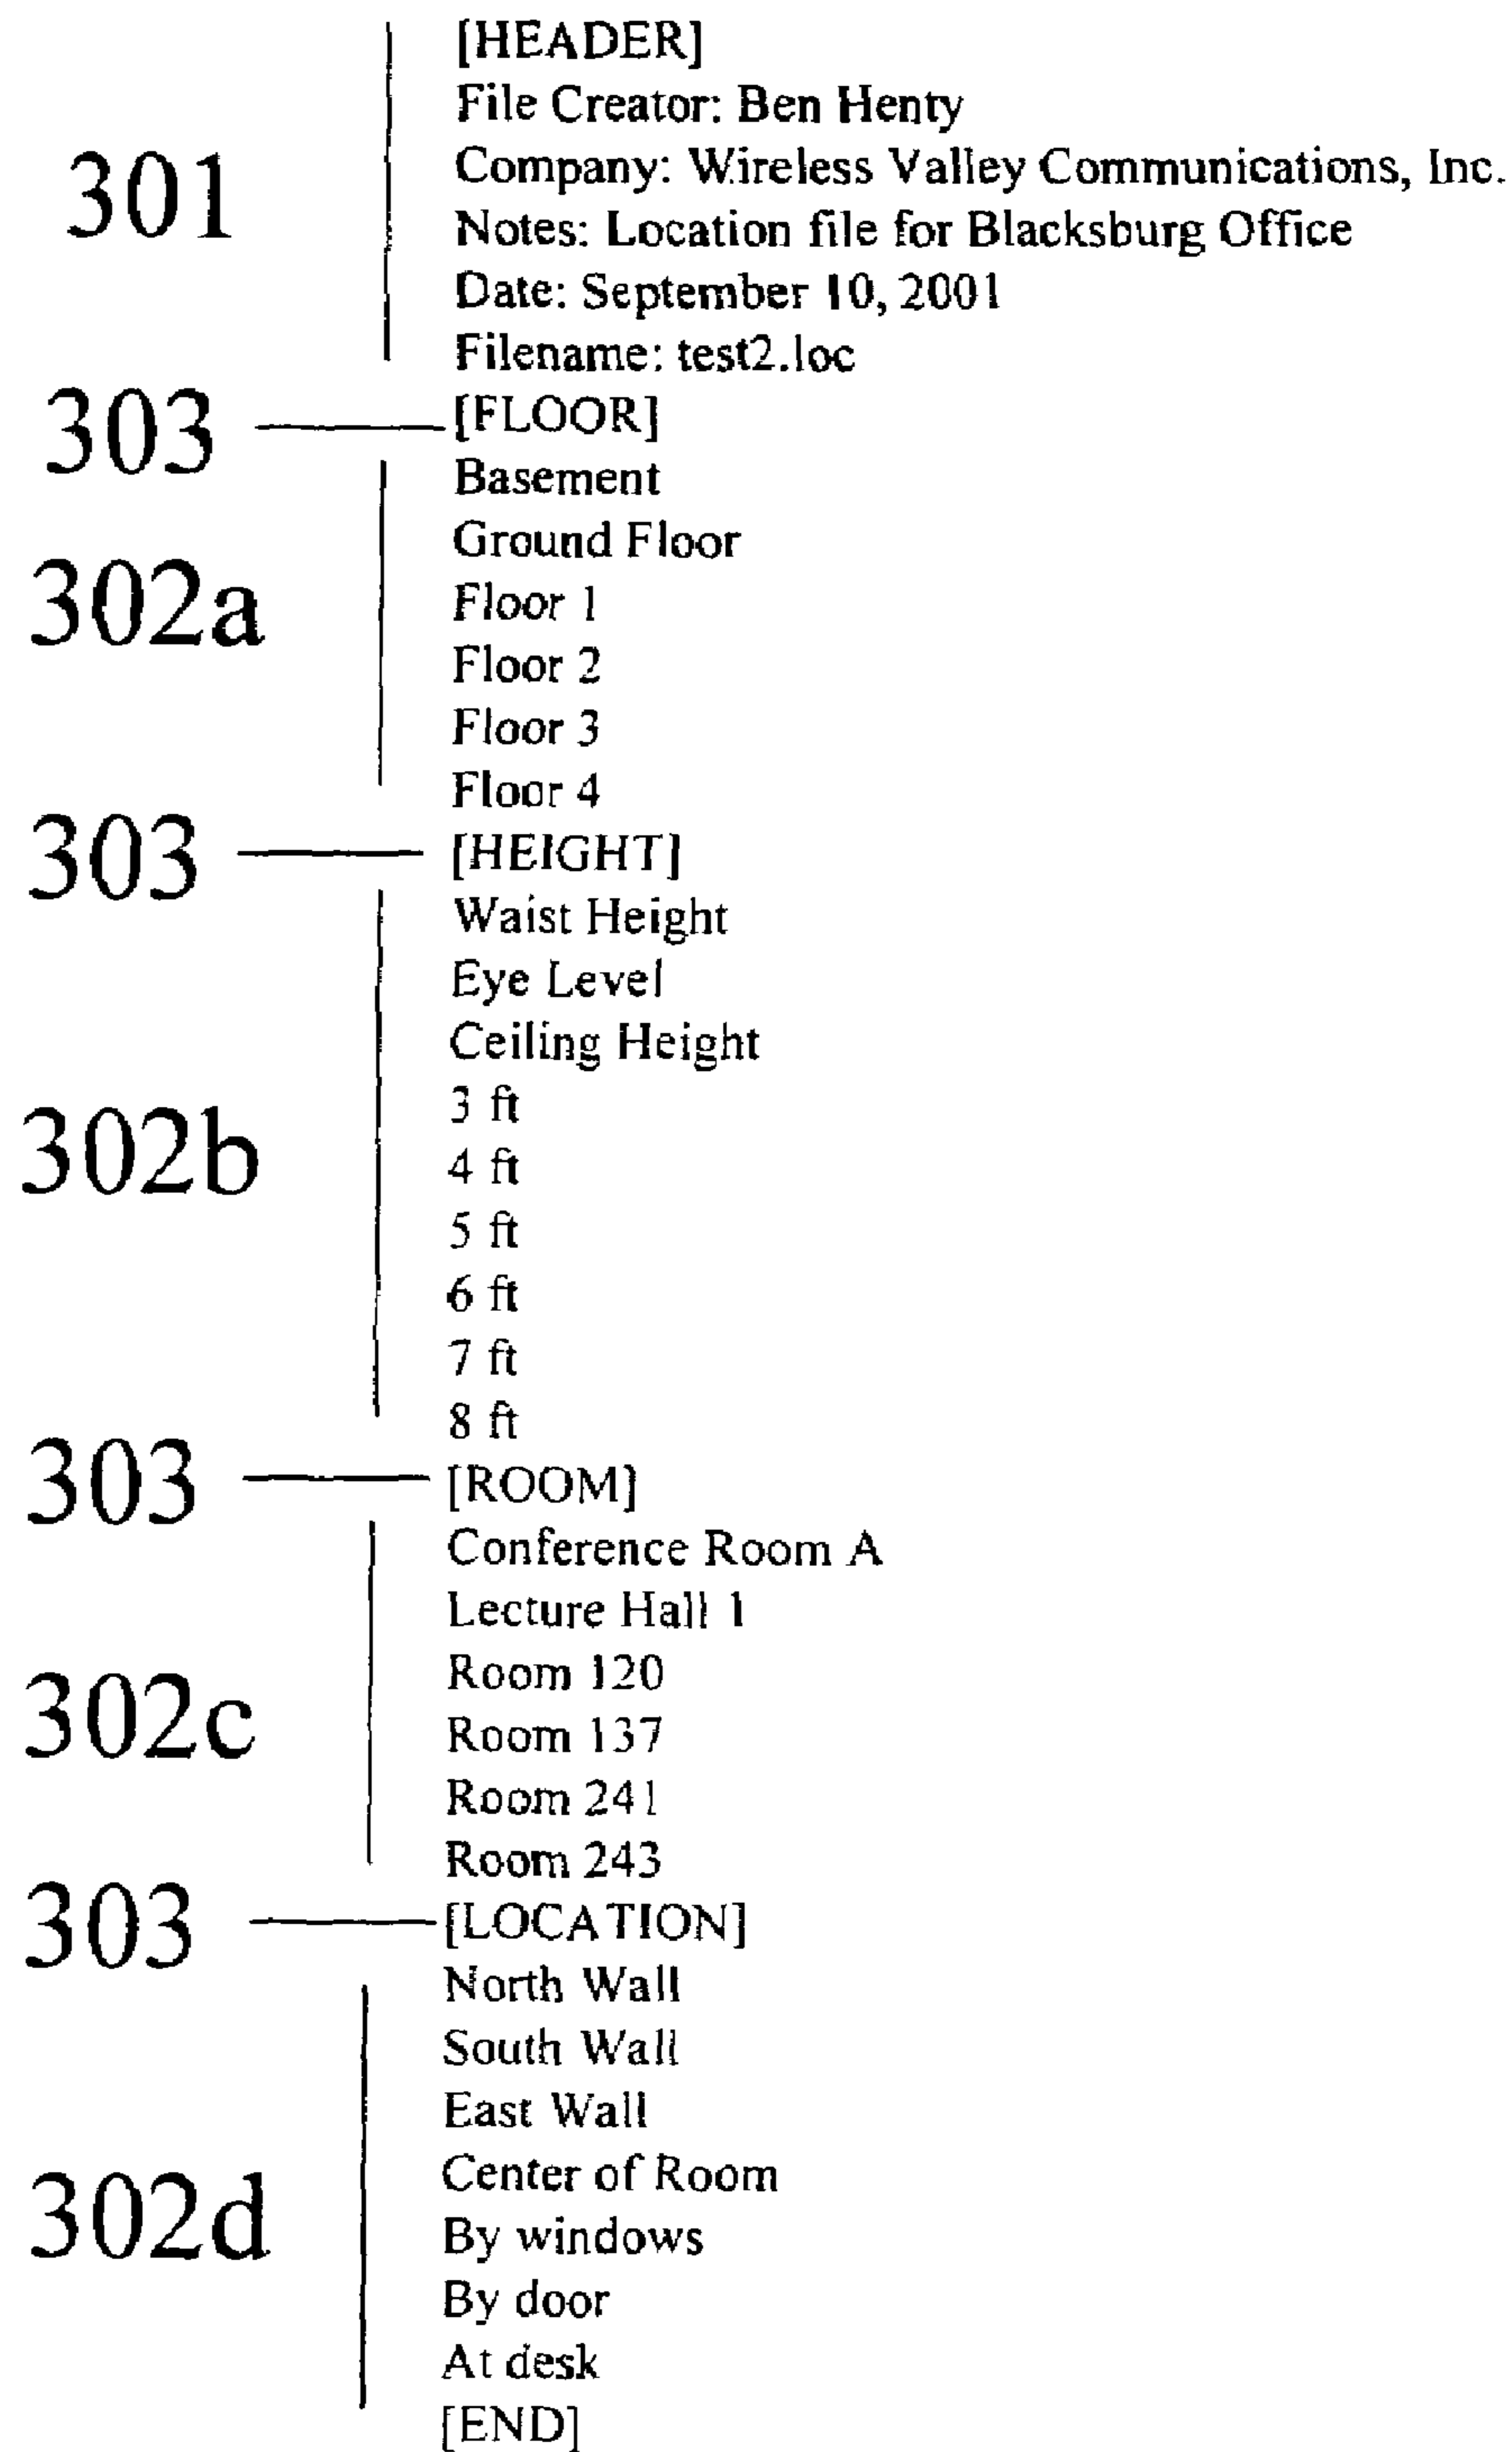 [HEADER]
File Creator: Ben Henty
301
Company: Wireless Valley Communications, Inc.
Notes: Location file for Blacksburg Office
Date: September 10, 2001
Filename: test2.loc
303 [FLOOR]
Basement
Ground Floor
302a
Floor 1
Floor 2
Floor 3
Floor 4
303 [HEIGHT]
Waist Height
Eye Level
Ceiling Height
3 ft
302b
4 ft
5 ft
6 ft
7 ft
8 ft
303 [ROOM]
Conference Room A
Lecture Hall 1
Room 120
302c
Room 137
Room 241
Room 243
303 [LOCATION]
North Wall
South Wall
East Wall
Center of Room
302d
By windows
By door
At desk
[END]